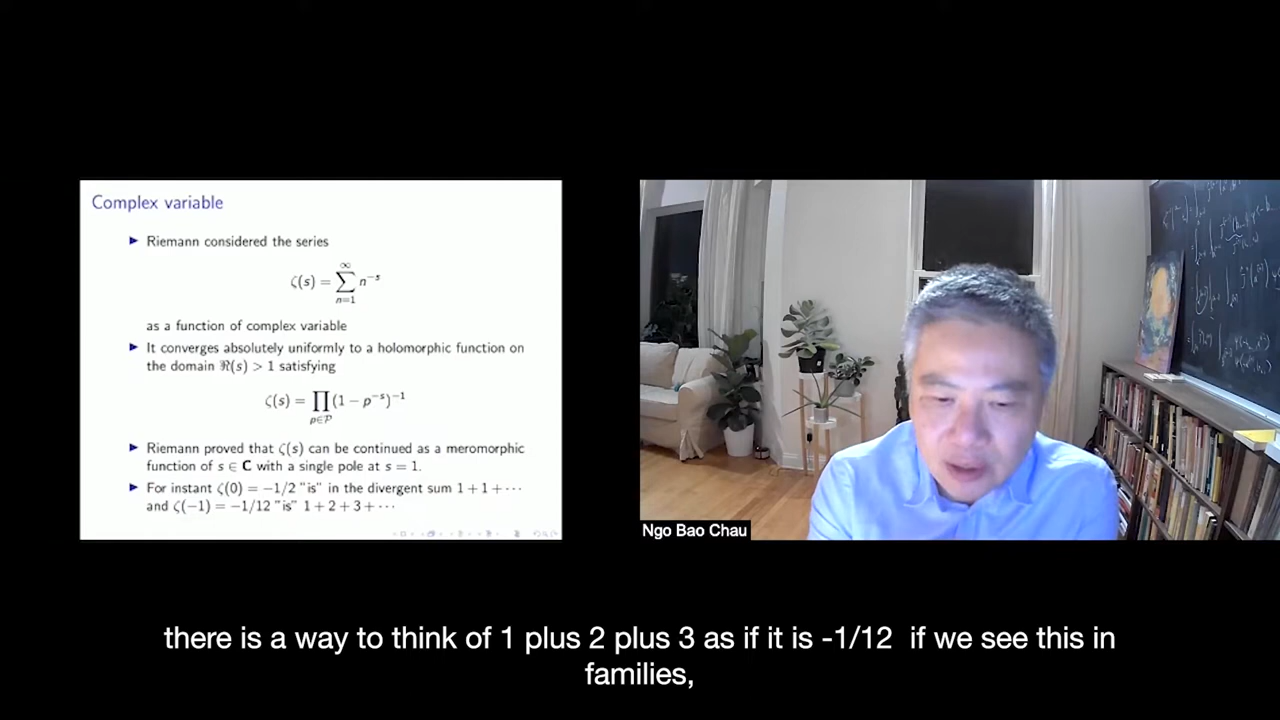 Complex variable
▶ Riemann considered the series
ζ(s) = ∑_{n=1}^{∞} n^{-s}
as a function of complex variable
▶ It converges absolutely uniformly to a holomorphic function on
the domain ℜ(s) > 1 satisfying
ζ(s) = ∏_{p∈𝒫} (1 − p^{-s})^{-1}
▶ Riemann proved that ζ(s) can be continued as a meromorphic
function of s ∈ C with a single pole at s = 1.
▶ For instant ζ(0) = −1/2 "is" in the divergent sum 1 + 1 + ⋯
and ζ(−1) = −1/12 "is" 1 + 2 + 3 + ⋯
Ngo Bao Chau
there is a way to think of 1 plus 2 plus 3 as if it is -1/12 if we see this in
families,